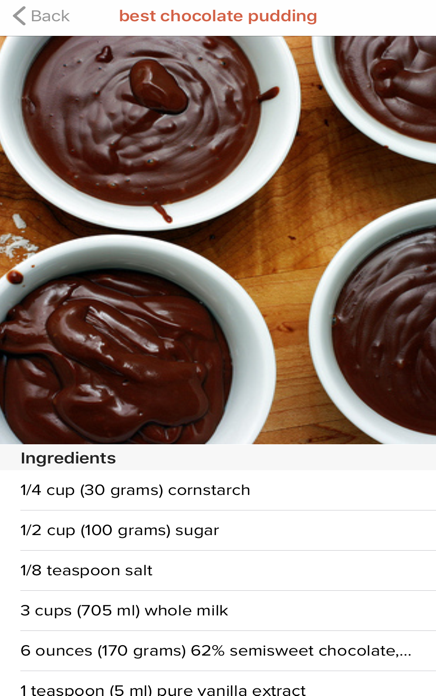 Back
best chocolate pudding
Ingredients
1/4 cup (30 grams) cornstarch
1/2 cup (100 grams) sugar
1/8 teaspoon salt
3 cups (705 ml) whole milk
6 ounces (170 grams) 62% semisweet chocolate,...
1 teaspoon (5 ml) pure vanilla extract